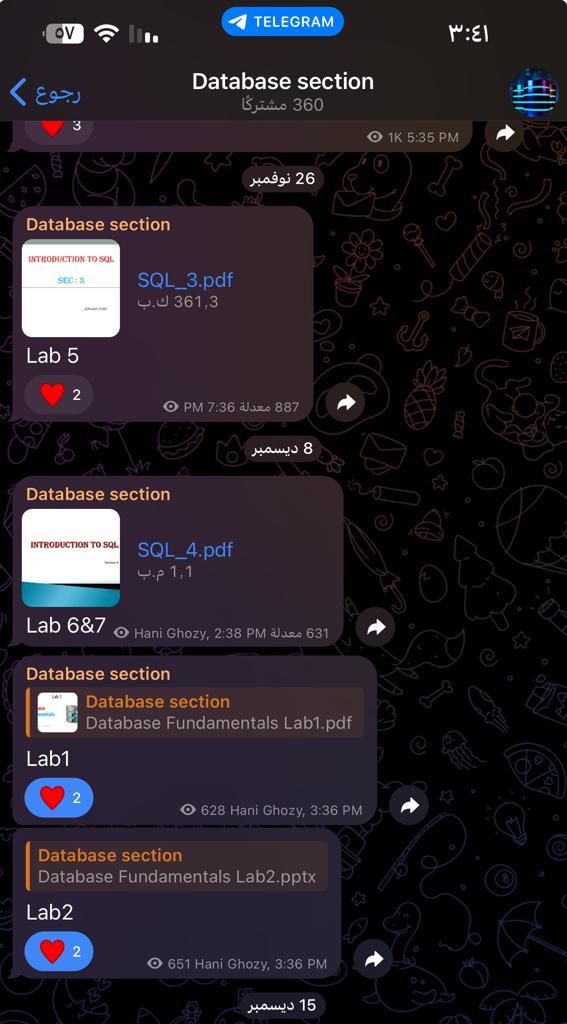 ٥٧
TELEGRAM
٣:٤١
رجوع
Database section
360 مشتركًا
3
1K 5:35 PM
26 نوفمبر
Database section
INTRODUCTION TO SQL
SEC : 3
SQL_3.pdf
361,3 ك.ب
Lab 5
2
887 معدلة 7:36 PM
8 ديسمبر
Database section
INTRODUCTION TO SQL
SQL_4.pdf
1,1 م.ب
Lab 6&7
631 معدلة Hani Ghozy, 2:38 PM
Database section
Lab 1
Database section
Database Fundamentals Lab1.pdf
Lab1
2
628 Hani Ghozy, 3:36 PM
Database section
Database Fundamentals Lab2.pptx
Lab2
2
651 Hani Ghozy, 3:36 PM
15 ديسمبر